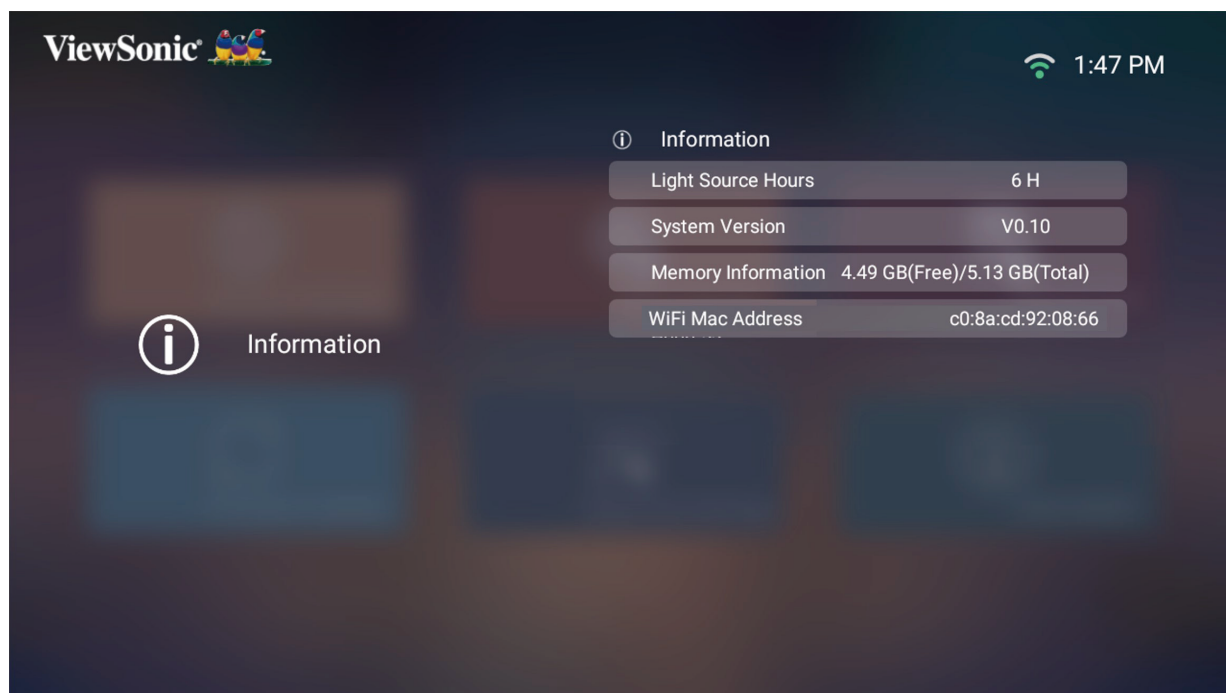 ViewSonic®
1:47 PM
Information
Light Source Hours 6 H
System Version V0.10
Memory Information 4.49 GB(Free)/5.13 GB(Total)
WiFi Mac Address c0:8a:cd:92:08:66
Information